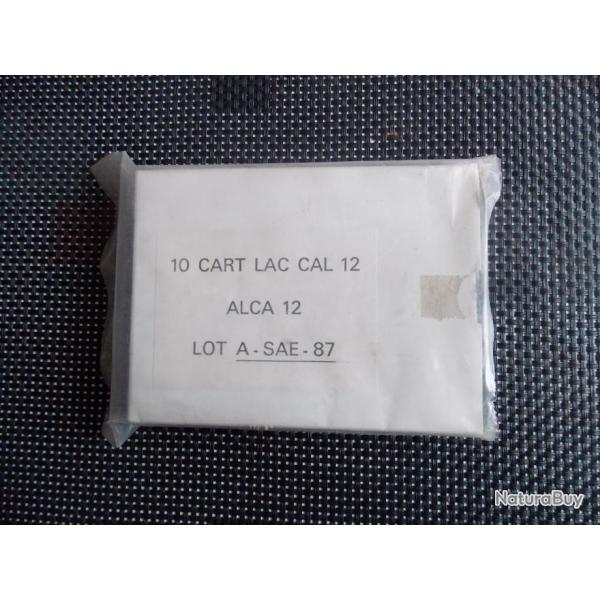 10 CART LAC CAL 12
ALCA 12
LOT A - SAE - 87
NaturaBuy